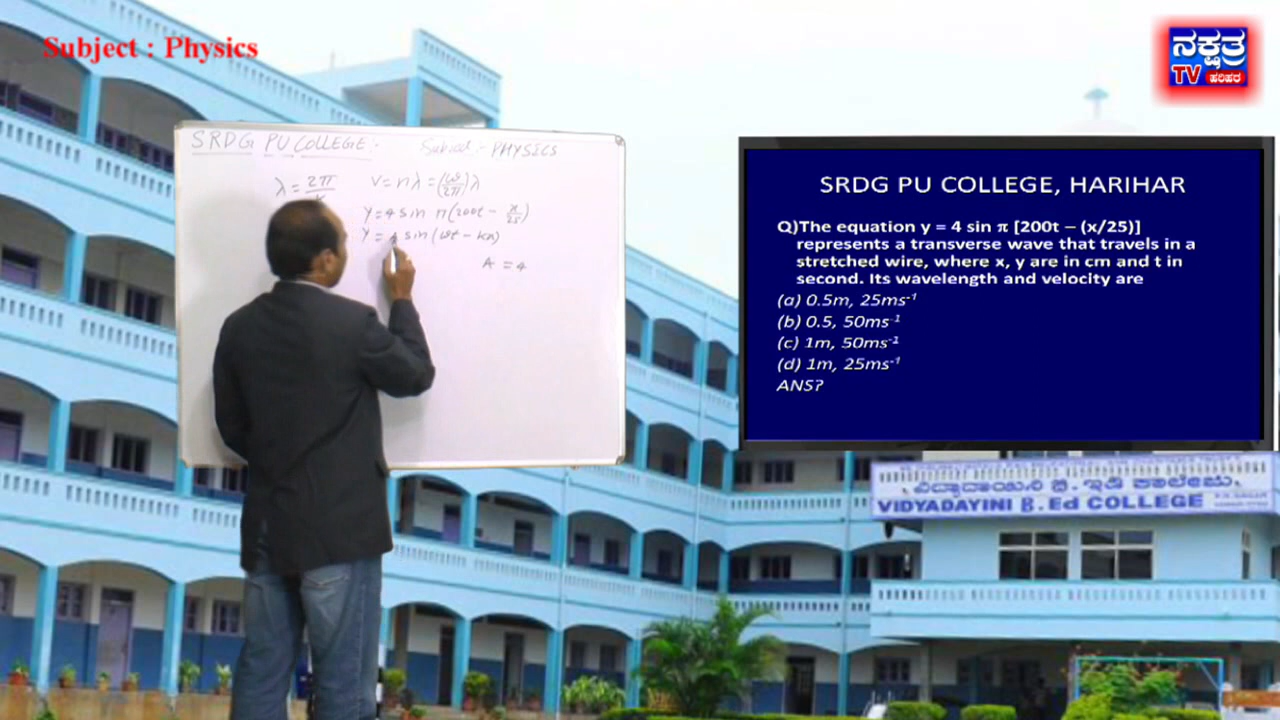 Subject : Physics
ನಕ್ಷತ್ರ
TV ಹರಿಹರ
SRDG PU COLLEGE. Subject :- PHYSICS
λ = 2π/ V = nλ = (ω/2π)λ
Y = 4 sin π(200t - x/25)
Y = A sin (ωt - kx)
A = 4
SRDG PU COLLEGE, HARIHAR
Q)The equation y = 4 sin π [200t – (x/25)]
represents a transverse wave that travels in a
stretched wire, where x, y are in cm and t in
second. Its wavelength and velocity are
(a) 0.5m, 25ms⁻¹
(b) 0.5, 50ms⁻¹
(c) 1m, 50ms⁻¹
(d) 1m, 25ms⁻¹
ANS?
ವಿದ್ಯಾದಾಯಿನಿ ಬಿ.ಇಡಿ ಕಾಲೇಜು
VIDYADAYINI B.Ed COLLEGE